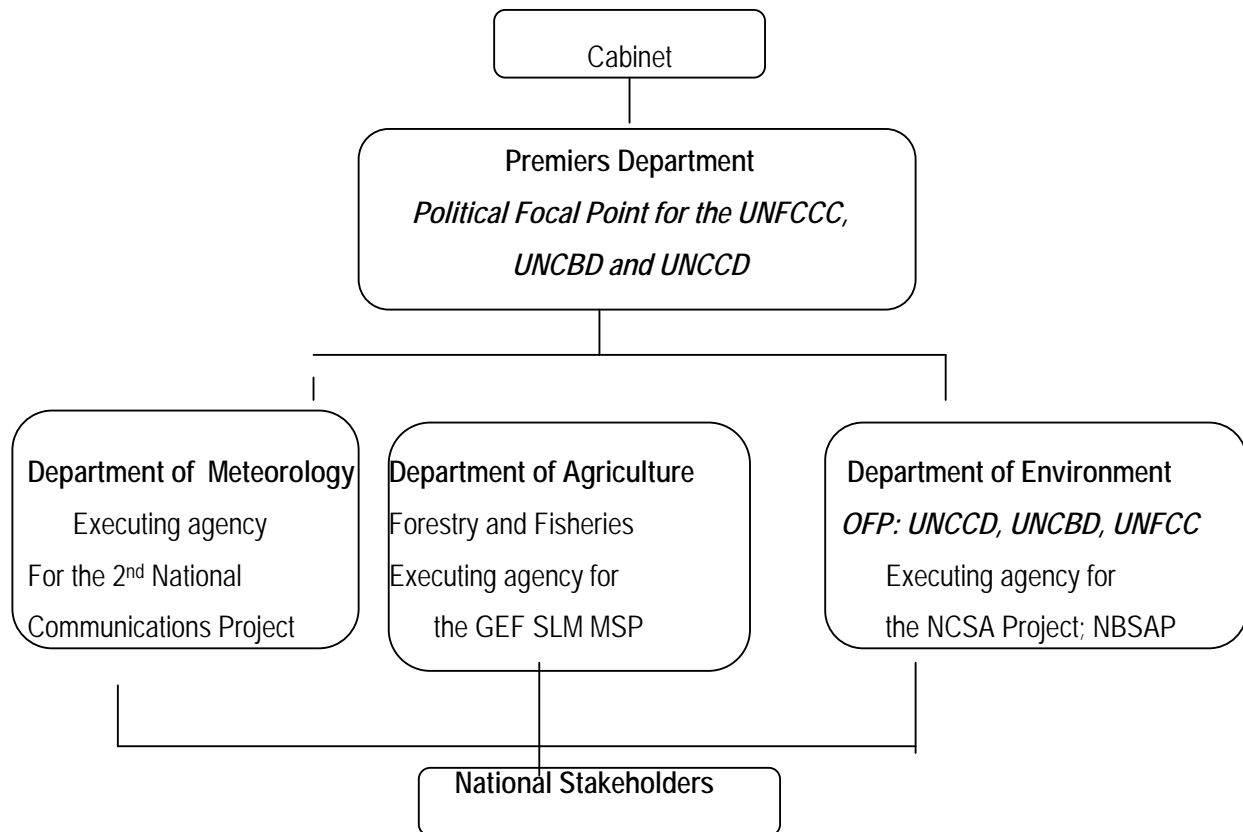 Cabinet
Premiers Department
Political Focal Point for the UNFCCC,
UNCBD and UNCCD
Department of Meteorology
Executing agency
For the 2nd National
Communications Project
Department of Agriculture
Forestry and Fisheries
Executing agency for
the GEF SLM MSP
Department of Environment
OFP: UNCCD, UNCBD, UNFCC
Executing agency for
the NCSA Project; NBSAP
National Stakeholders